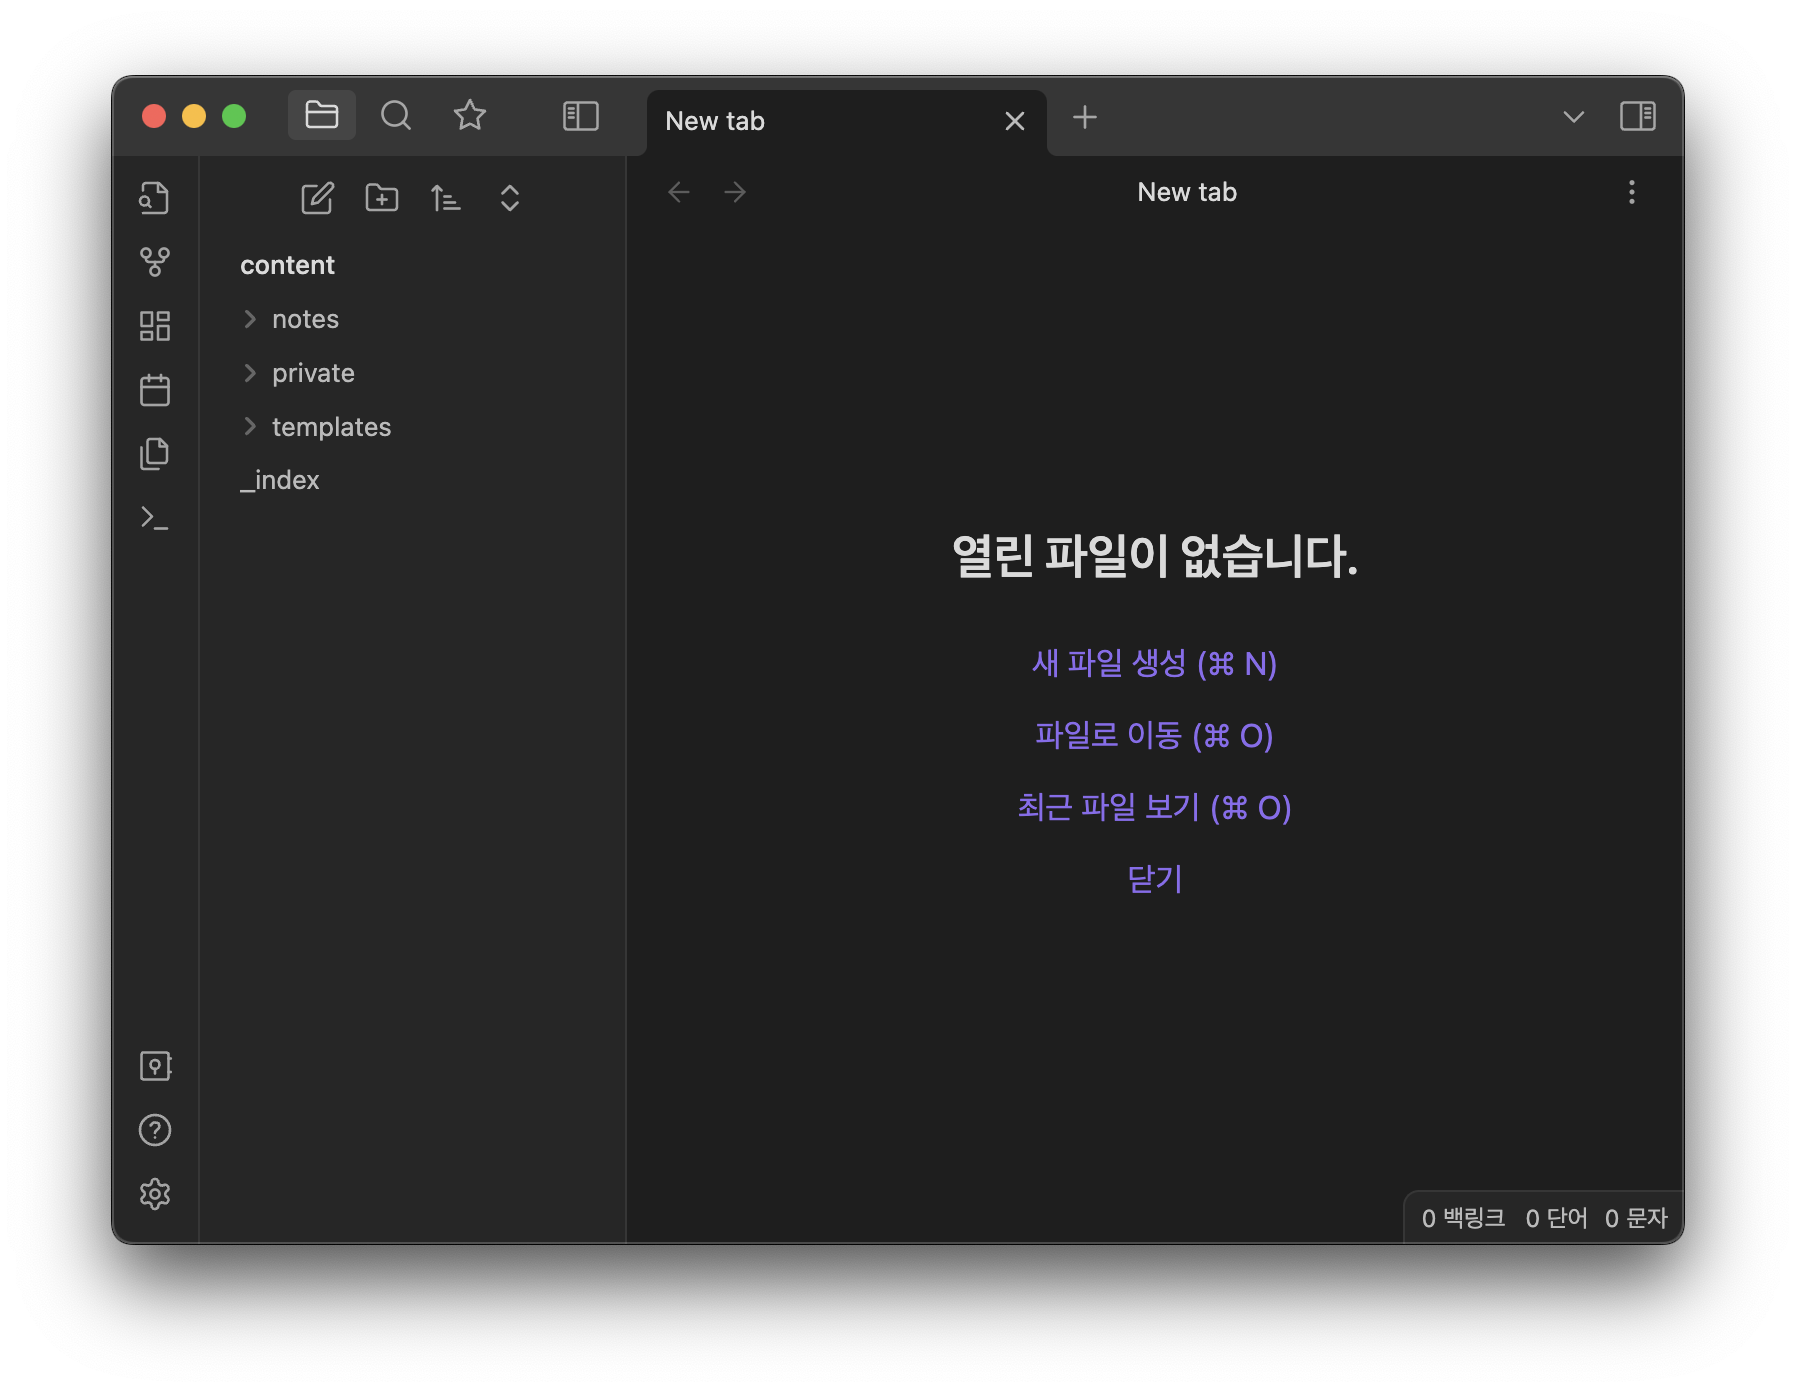 New tab
New tab
content
notes
private
templates
_index
열린 파일이 없습니다.
새 파일 생성 (⌘ N)
파일로 이동 (⌘ O)
최근 파일 보기 (⌘ O)
닫기
0 백링크 0 단어 0 문자